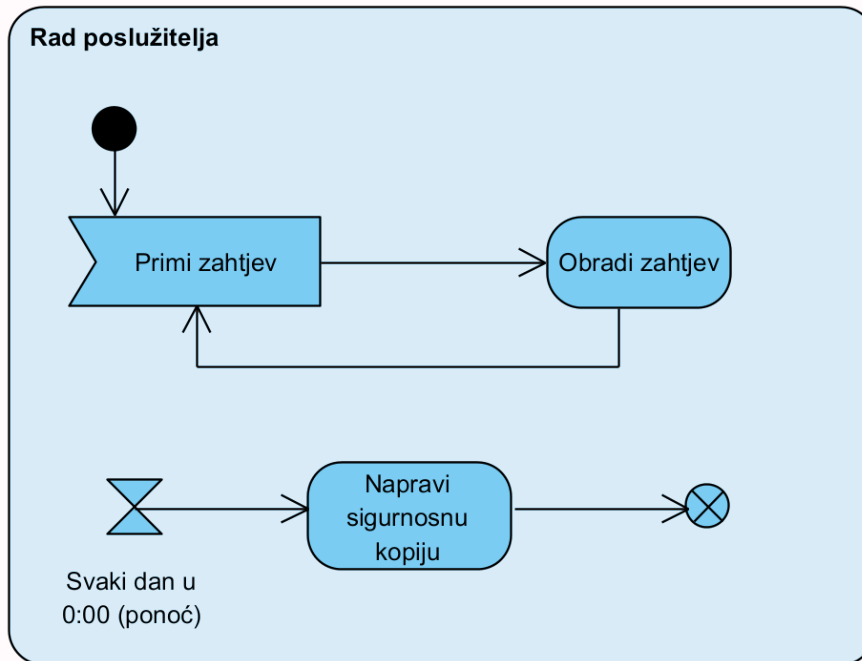 Rad poslužitelja
Primi zahtjev
Obradi zahtjev
Napravi
sigurnosnu
kopiju
Svaki dan u
0:00 (ponoć)